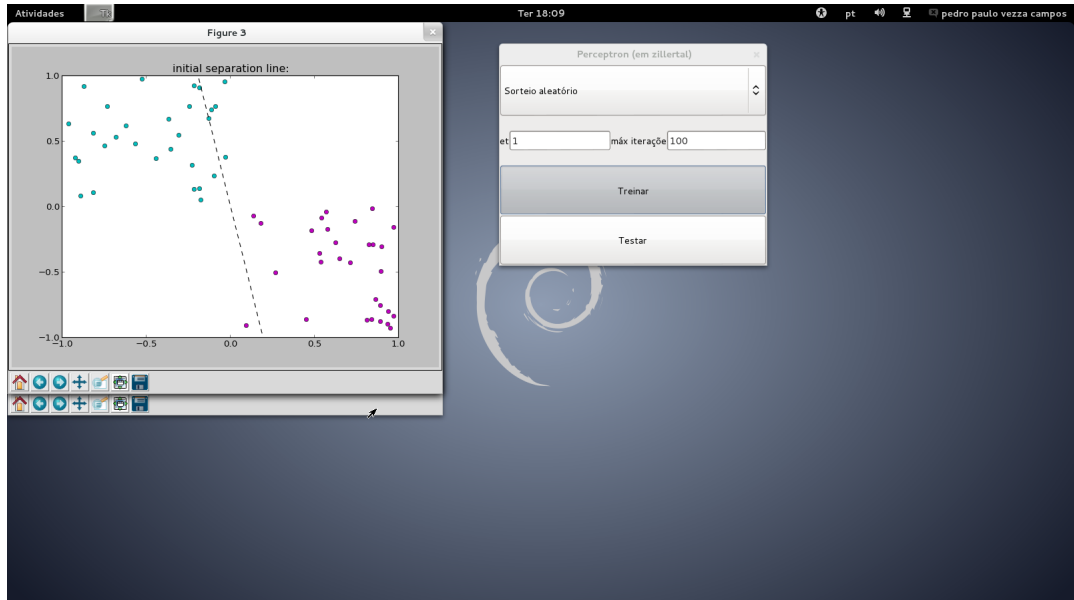 Atividades Tk Ter 18:09 pt pedro paulo vezza campos
Figure 3
initial separation line:
1.0
0.5
0.0
−0.5
−1.0
−1.0 −0.5 0.0 0.5 1.0
Perceptron (em zillertal)
Sorteio aleatório
et 1 máx iteraçõe 100
Treinar
Testar